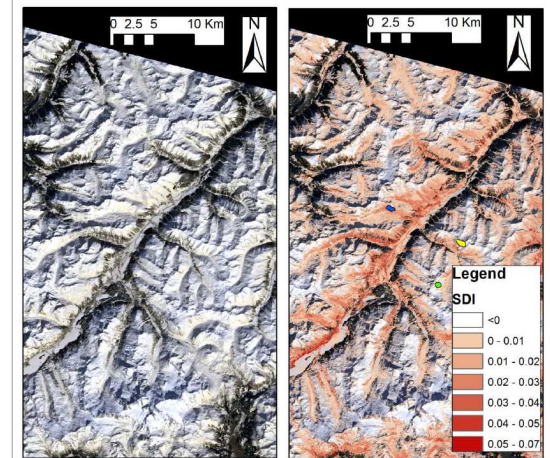 0 2.5 5 10 Km
N
0 2.5 5 10 Km
N
Legend
SDI
<0
0 - 0.01
0.01 - 0.02
0.02 - 0.03
0.03 - 0.04
0.04 - 0.05
0.05 - 0.07